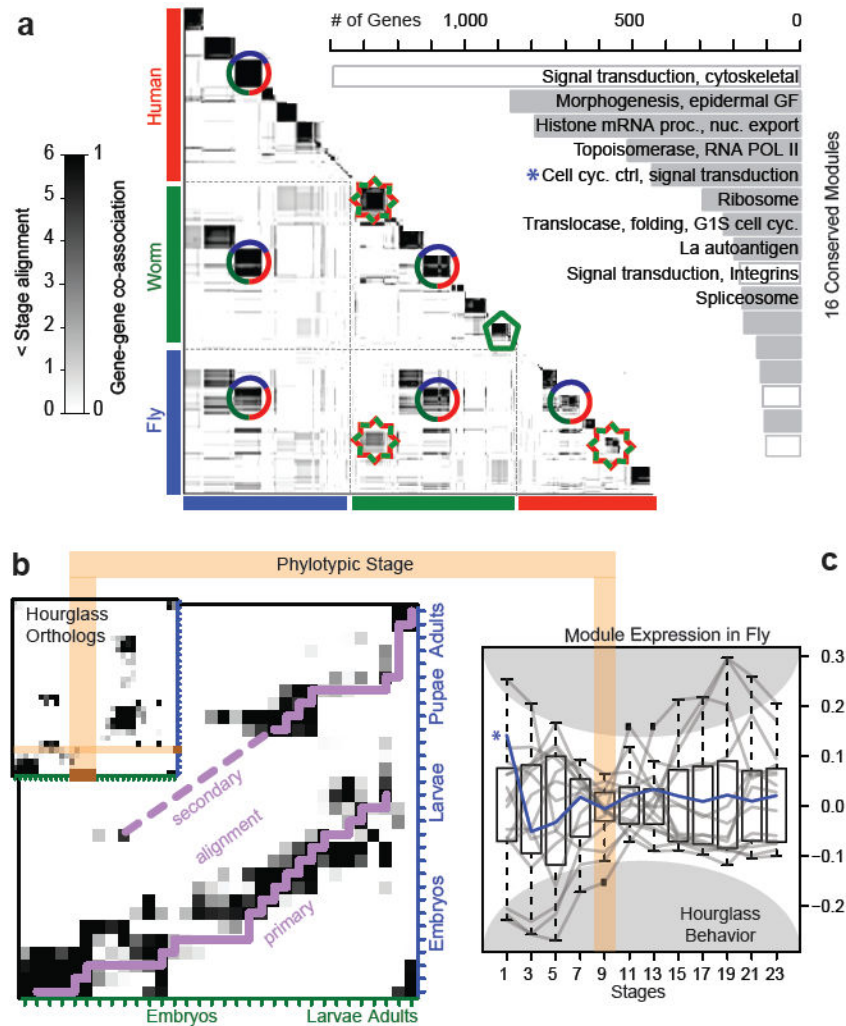 a
# of Genes 1,000 500 0
Human
Worm
Fly
6 1
5
4
3
2
1
0 0
< Stage alignment
Gene-gene co-association
Signal transduction, cytoskeletal
Morphogenesis, epidermal GF
Histone mRNA proc., nuc. export
Topoisomerase, RNA POL II
* Cell cyc. ctrl, signal transduction
Ribosome
Translocase, folding, G1S cell cyc.
La autoantigen
Signal transduction, Integrins
Spliceosome
16 Conserved Modules
b
Phylotypic Stage
Hourglass
Orthologs
secondary
alignment
primary
Embryos Larvae Pupae Adults
Embryos Larvae Adults
c
Module Expression in Fly
0.3
0.2
0.1
0.0
-0.1
-0.2
*
Hourglass
Behavior
1 3 5 7 9 11 13 15 17 19 21 23
Stages